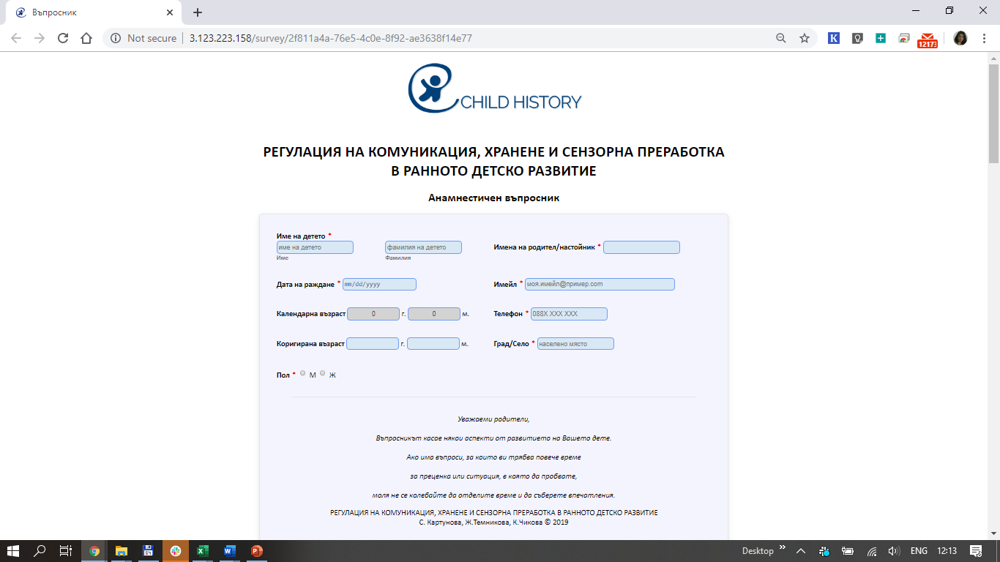 Въпросник
Not secure
3.123.223.158/survey/2f811a4a-76e5-4c0e-8f92-ae3638f14e77
K
12173
CHILD HISTORY
РЕГУЛАЦИЯ НА КОМУНИКАЦИЯ, ХРАНЕНЕ И СЕНЗОРНА ПРЕРАБОТКА
В РАННОТО ДЕТСКО РАЗВИТИЕ
Анамнестичен въпросник
Име на детето *
име на детето фамилия на детето Имена на родител/настойник *
Име Фамилия
Дата на раждане * mm/dd/yyyy Имейл * моя.имейл@пример.com
Календарна възраст 0 г. 0 м. Телефон * 088X XXX XXX
Коригирана възраст г. м. Град/Село * населено място
Пол * М Ж
Уважаеми родители,
Въпросникът касае някои аспекти от развитието на Вашето дете.
Ако има въпроси, за които ви трябва повече време
за преценка или ситуация, в която да пробвате,
моля не се колебайте да отделите време и да съберете впечатления.
РЕГУЛАЦИЯ НА КОМУНИКАЦИЯ, ХРАНЕНЕ И СЕНЗОРНА ПРЕРАБОТКА В РАННОТО ДЕТСКО РАЗВИТИЕ
С. Картунова, Ж.Темникова, К.Чикова © 2019
64
Desktop
ENG
12:13